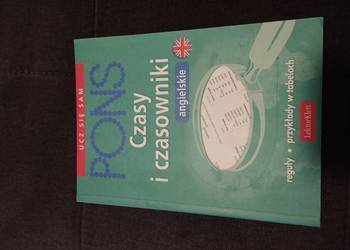 UCZ SIĘ SAM
PONS
Czasy
i czasowniki
angielskie
reguły • przykłady w tabelach
LektorKlett